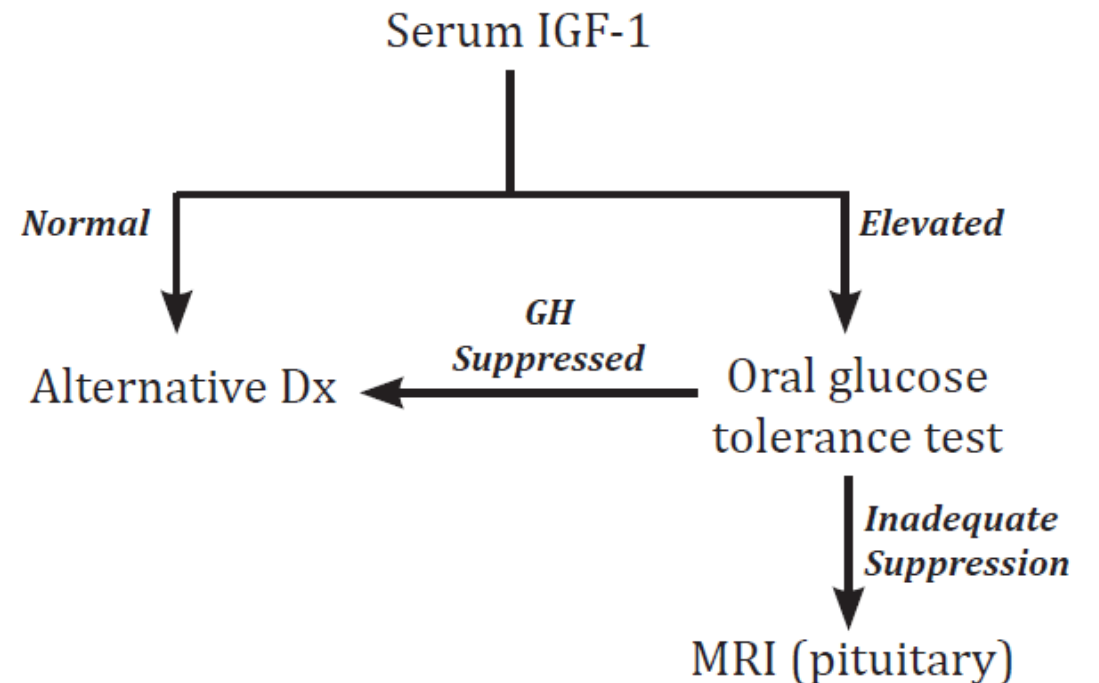 Serum IGF-1
Normal
Elevated
GH
Suppressed
Alternative Dx
Oral glucose
tolerance test
Inadequate
Suppression
MRI (pituitary)